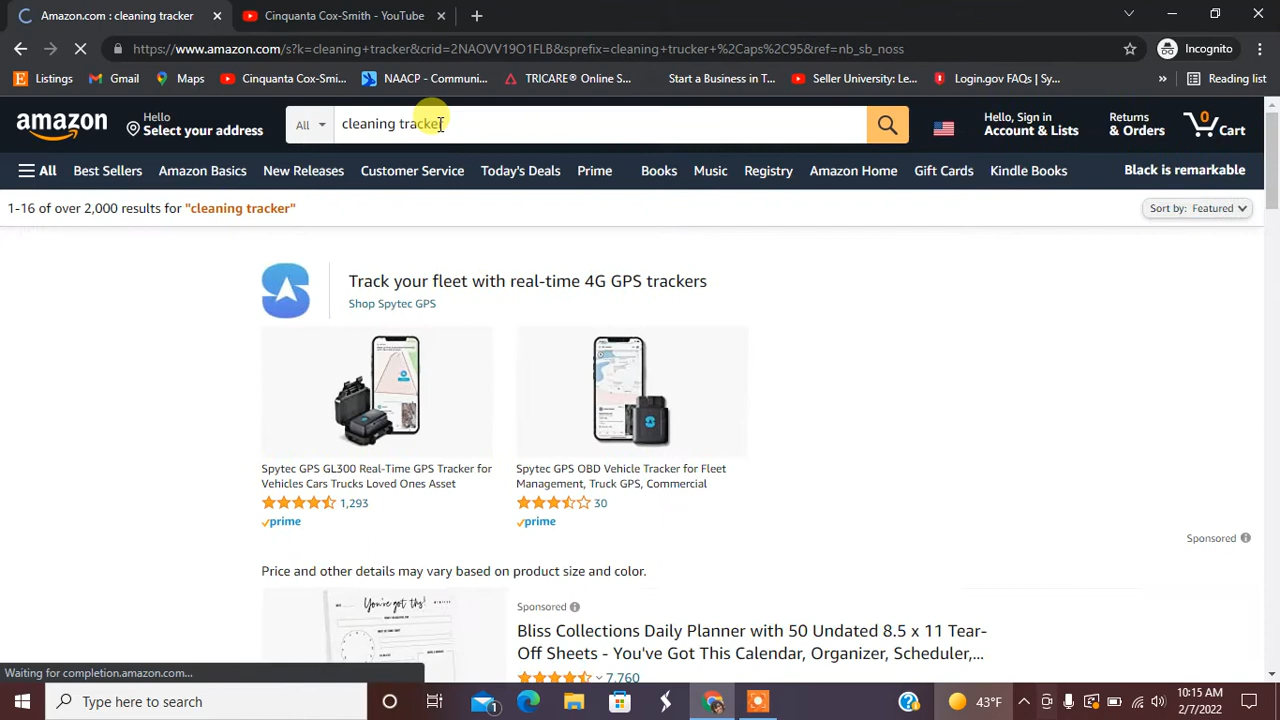 Amazon.com : cleaning tracker
Cinquanta Cox-Smith - YouTube
https://www.amazon.com/s?k=cleaning+tracker&crid=2NAOVV19O1FLB&sprefix=cleaning+trucker+%2Caps%2C95&ref=nb_sb_noss
Incognito
Listings
Gmail
Maps
Cinquanta Cox-Smi...
NAACP - Communi...
TRICARE® Online S...
Start a Business in T...
Seller University: Le...
Login.gov FAQs | Sy...
»
Reading list
amazon
Hello
Select your address
All
cleaning tracker
Hello, Sign in
Account & Lists
Returns
& Orders
0
Cart
All
Best Sellers
Amazon Basics
New Releases
Customer Service
Today's Deals
Prime
Books
Music
Registry
Amazon Home
Gift Cards
Kindle Books
Black is remarkable
1-16 of over 2,000 results for "cleaning tracker"
Sort by: Featured
Track your fleet with real-time 4G GPS trackers
Shop Spytec GPS
Spytec GPS GL300 Real-Time GPS Tracker for
Vehicles Cars Trucks Loved Ones Asset
1,293
prime
Spytec GPS OBD Vehicle Tracker for Fleet
Management, Truck GPS, Commercial
30
prime
Sponsored
Price and other details may vary based on product size and color.
You've got this!
Sponsored
Bliss Collections Daily Planner with 50 Undated 8.5 x 11 Tear-
Off Sheets - You've Got This Calendar, Organizer, Scheduler,...
7,760
Waiting for completion.amazon.com...
Type here to search
1
43°F
10:15 AM
2/7/2022